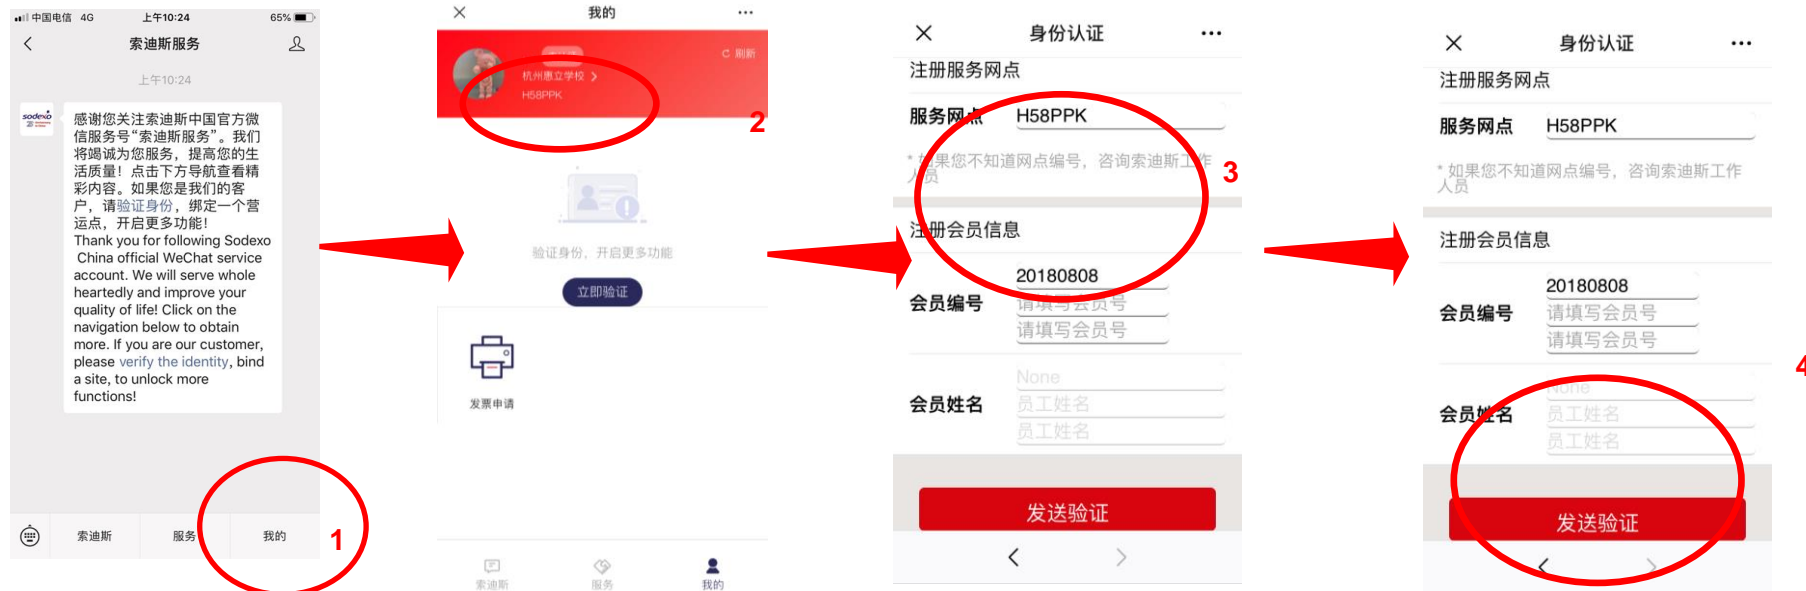 中国电信 4G 上午10:24 65%
索迪斯服务
上午10:24
sodexo
感谢您关注索迪斯中国官方微
信服务号“索迪斯服务”。我们
将竭诚为您服务，提高您的生
活质量！点击下方导航查看精
彩内容。如果您是我们的客
户，请验证身份，绑定一个营
运点，开启更多功能！
Thank you for following Sodexo
China official WeChat service
account. We will serve whole
heartedly and improve your
quality of life! Click on the
navigation below to obtain
more. If you are our customer,
please verify the identity, bind
a site, to unlock more
functions!
索迪斯 服务 我的
1
我的
刷新
杭州惠立学校
H58PPK
2
验证身份，开启更多功能
立即验证
发票申请
索迪斯 服务 我的
身份认证
注册服务网点
服务网点 H58PPK
* 如果您不知道网点编号，咨询索迪斯工作
人员
3
注册会员信息
20180808
会员编号 请填写会员号
请填写会员号
None
会员姓名 员工姓名
员工姓名
发送验证
身份认证
注册服务网点
服务网点 H58PPK
* 如果您不知道网点编号，咨询索迪斯工作
人员
注册会员信息
20180808
会员编号 请填写会员号
请填写会员号
4
None
会员姓名 员工姓名
员工姓名
发送验证